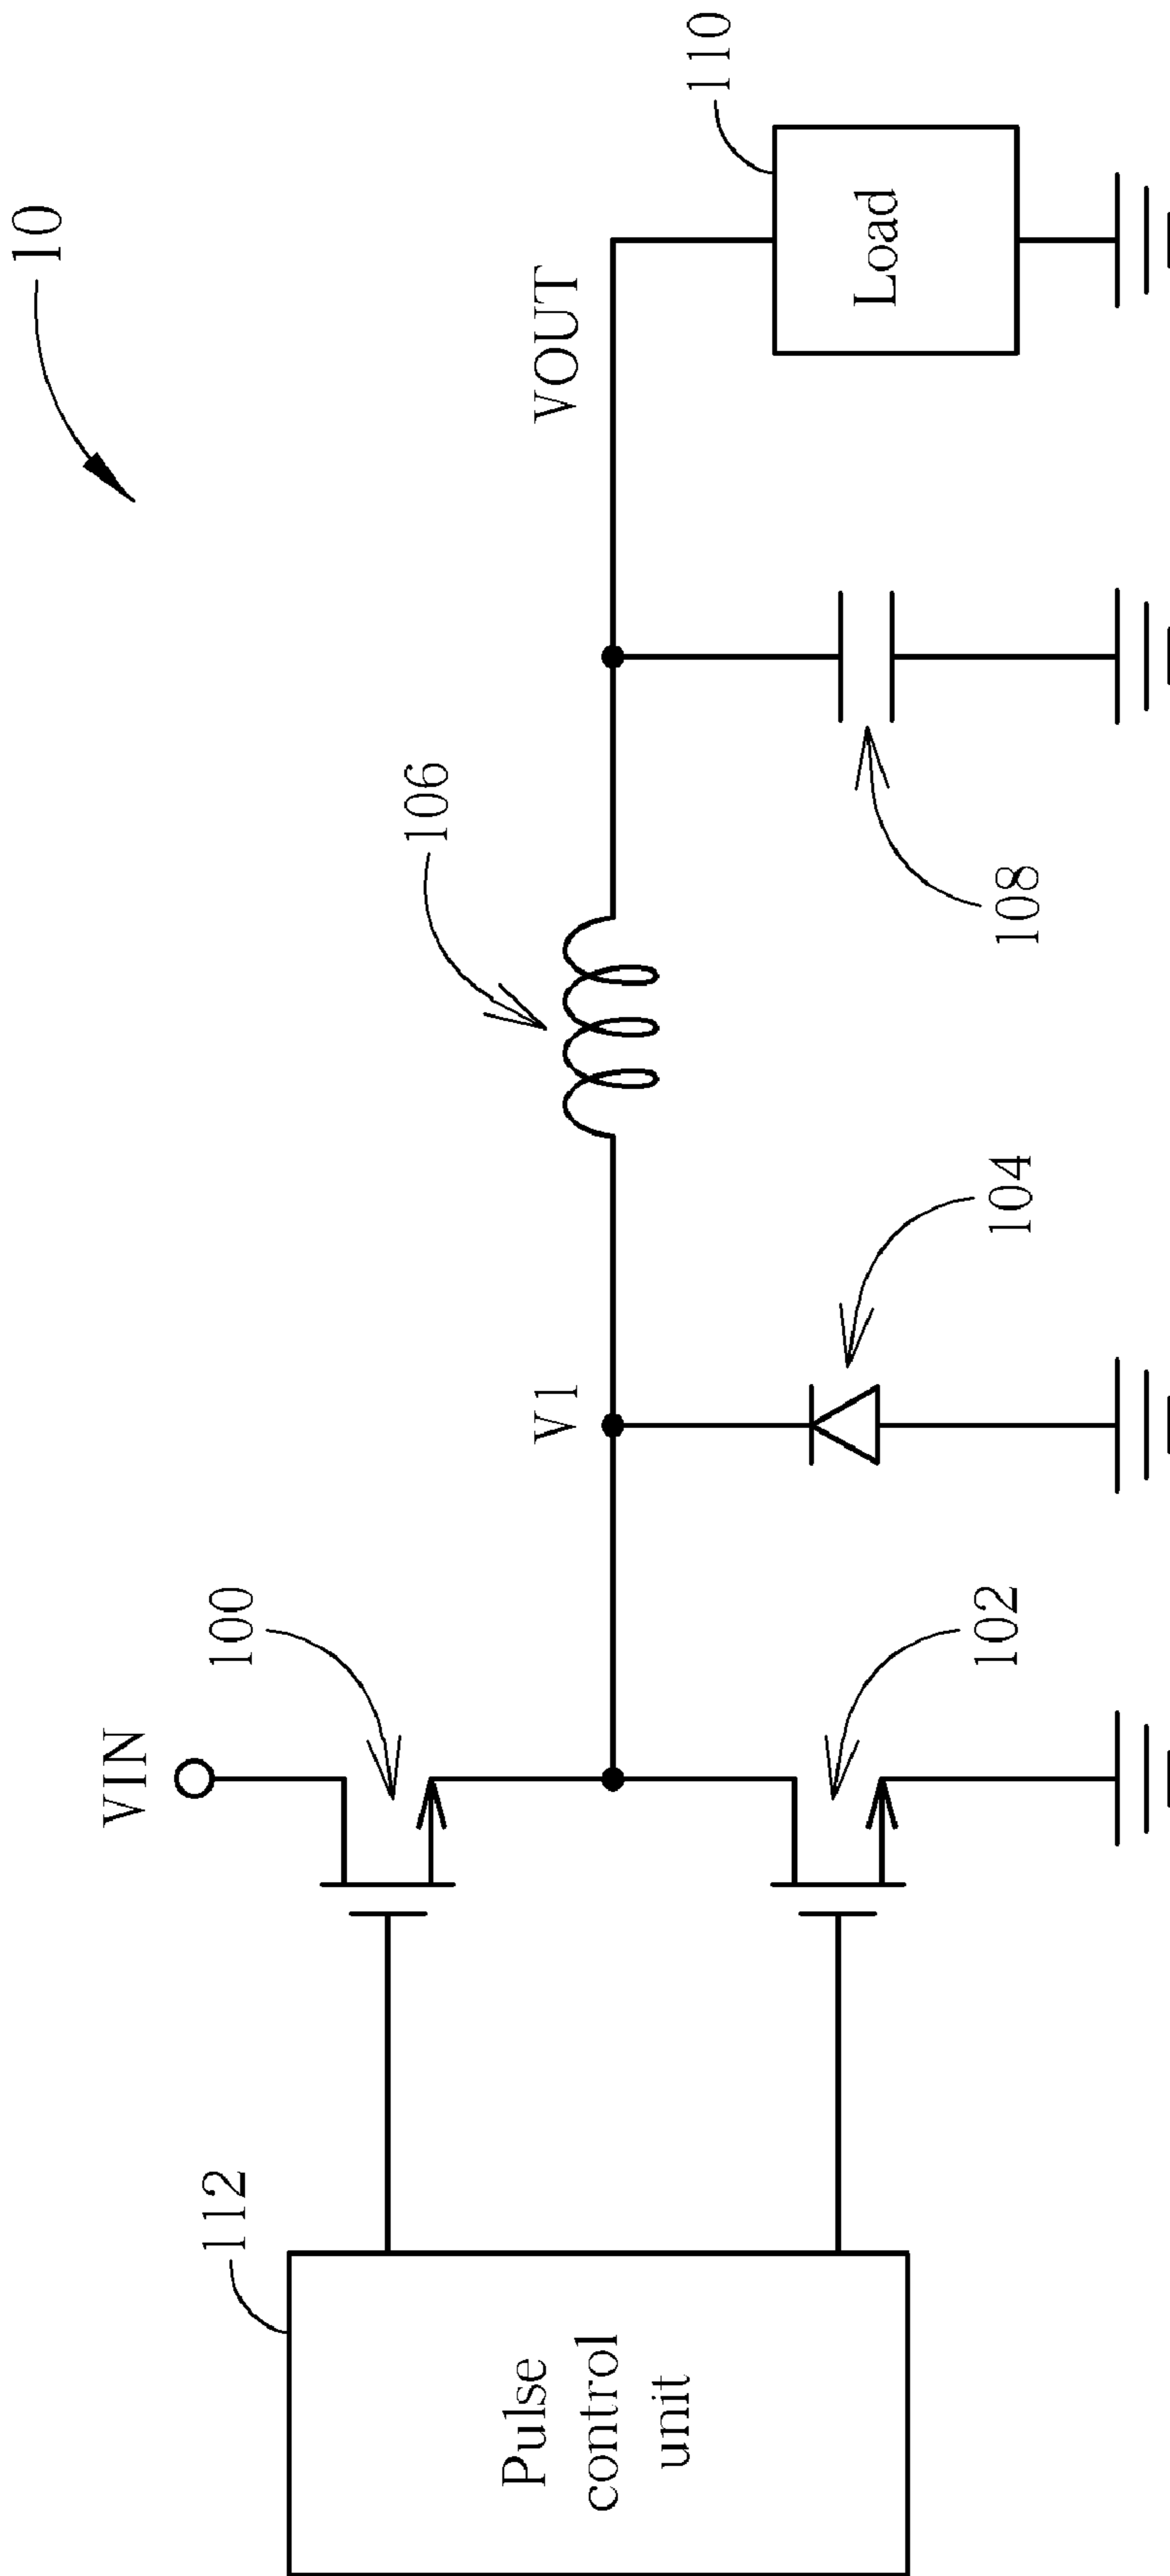 10
VIN
100
112
Pulse
control
unit
102
V1
104
106
108
VOUT
110
Load